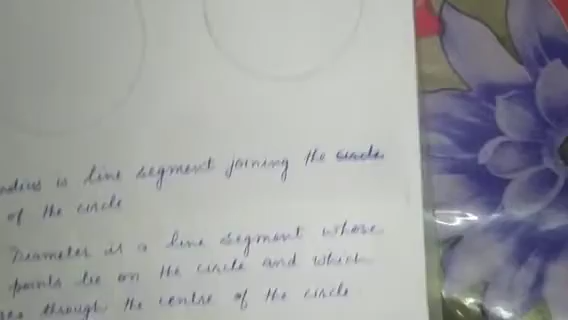 radius is line segment joining the circle
of the circle
Diameter is a line segment whose
points lie on the circle and which
through the centre of the circle